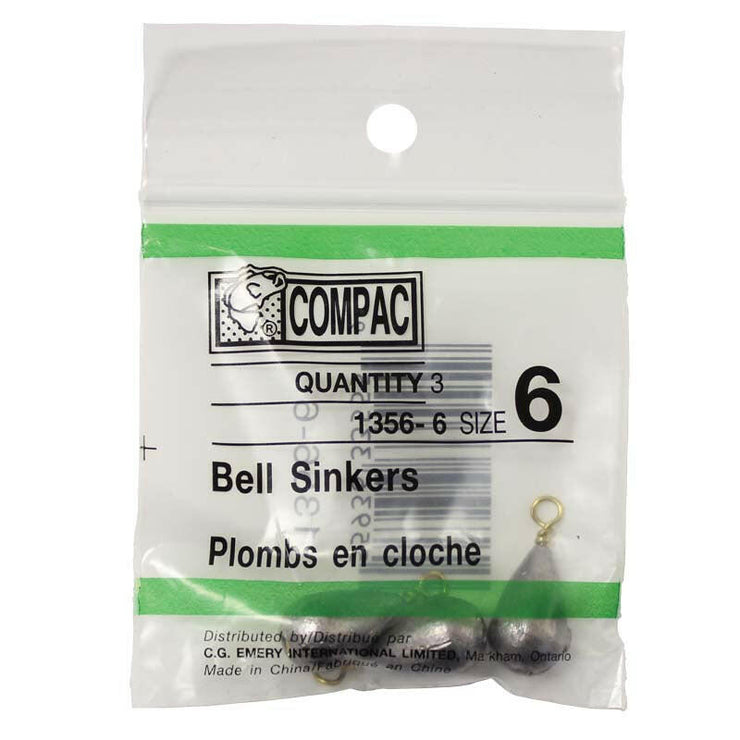 C
®
COMPAC
QUANTITY 3
1356-6 SIZE 6
Bell Sinkers
Plombs en cloche
Distributed by/Distribue par
C.G. EMERY INTERNATIONAL LIMITED, Markham, Ontario
Made in China/Fabriqué en Chine